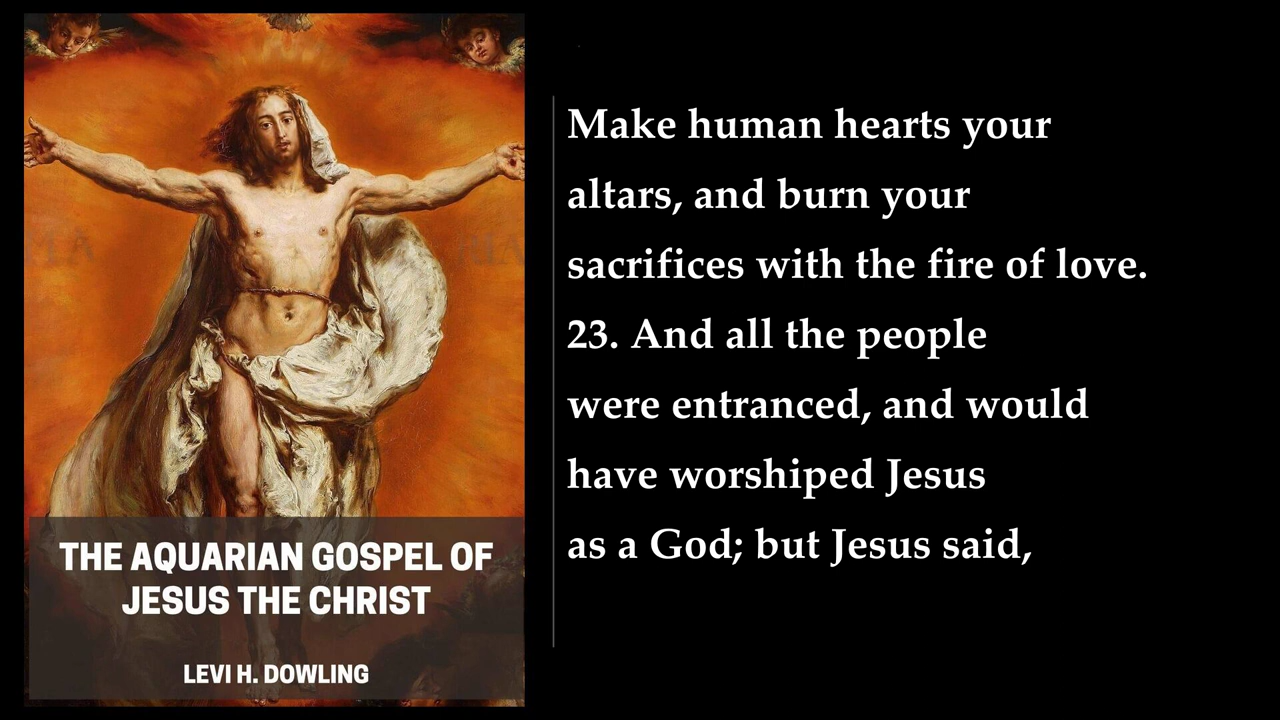 THE AQUARIAN GOSPEL OF
JESUS THE CHRIST
LEVI H. DOWLING
Make human hearts your
altars, and burn your
sacrifices with the fire of love.
23. And all the people
were entranced, and would
have worshiped Jesus
as a God; but Jesus said,